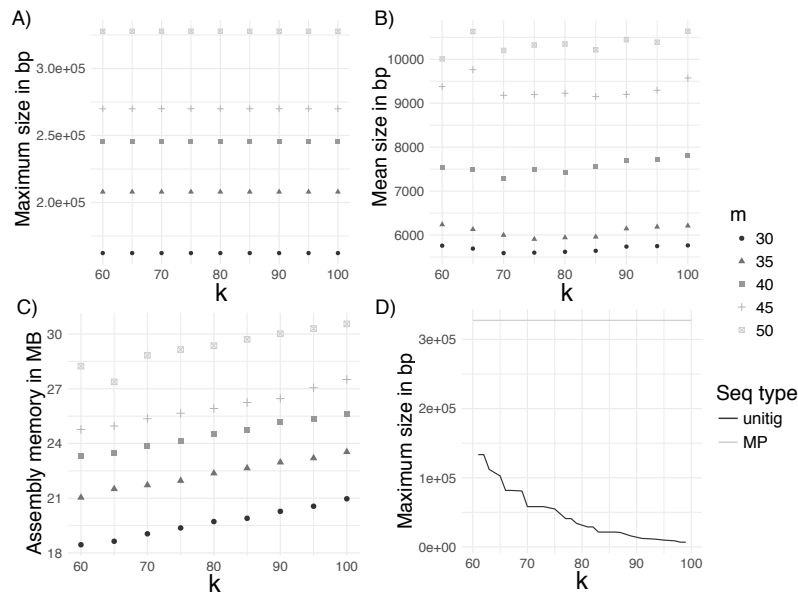 A)
Maximum size in bp
3.0e+05
2.5e+05
2.0e+05
60 70 80 90 100
k
B)
Mean size in bp
10000
9000
8000
7000
6000
60 70 80 90 100
k
m
30
35
40
45
50
C)
Assembly memory in MB
30
27
24
21
18
60 70 80 90 100
k
D)
Maximum size in bp
3e+05
2e+05
1e+05
0e+00
60 70 80 90 100
k
Seq type
unitig
MP